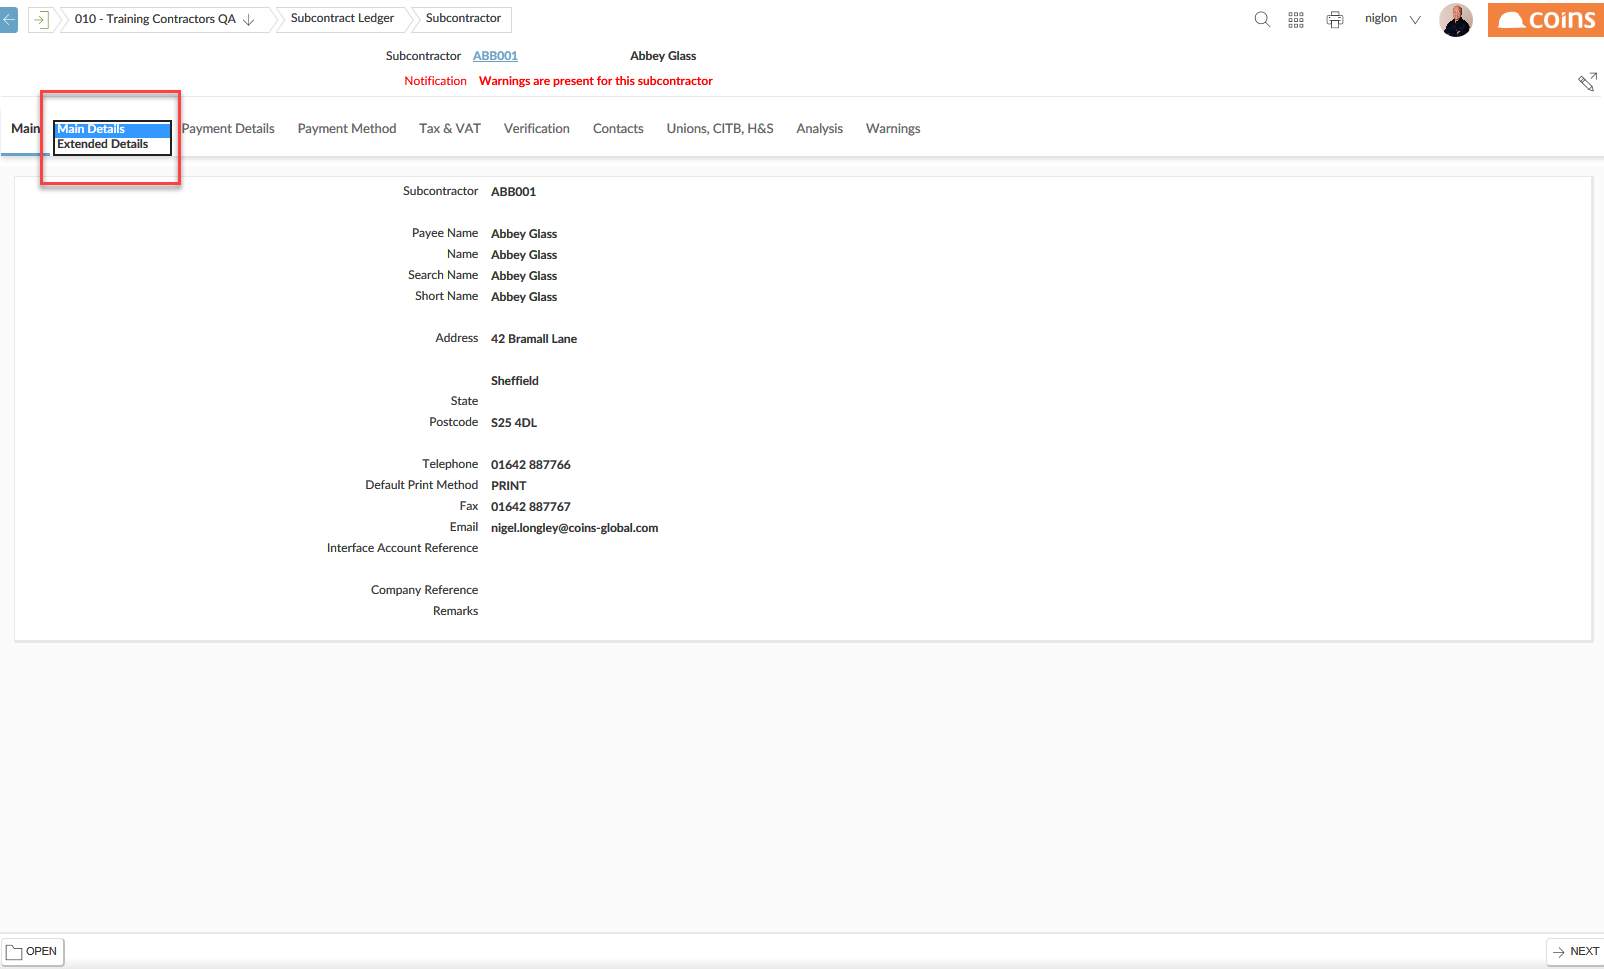 010 - Training Contractors QA
Subcontract Ledger
Subcontractor
niglon
coins
Subcontractor ABB001 Abbey Glass
Notification Warnings are present for this subcontractor
Main
Main Details
Extended Details
Payment Details
Payment Method
Tax & VAT
Verification
Contacts
Unions, CITB, H&S
Analysis
Warnings
Subcontractor ABB001
Payee Name Abbey Glass
Name Abbey Glass
Search Name Abbey Glass
Short Name Abbey Glass
Address 42 Bramall Lane
Sheffield
State
Postcode S25 4DL
Telephone 01642 887766
Default Print Method PRINT
Fax 01642 887767
Email nigel.longley@coins-global.com
Interface Account Reference
Company Reference
Remarks
OPEN
NEXT